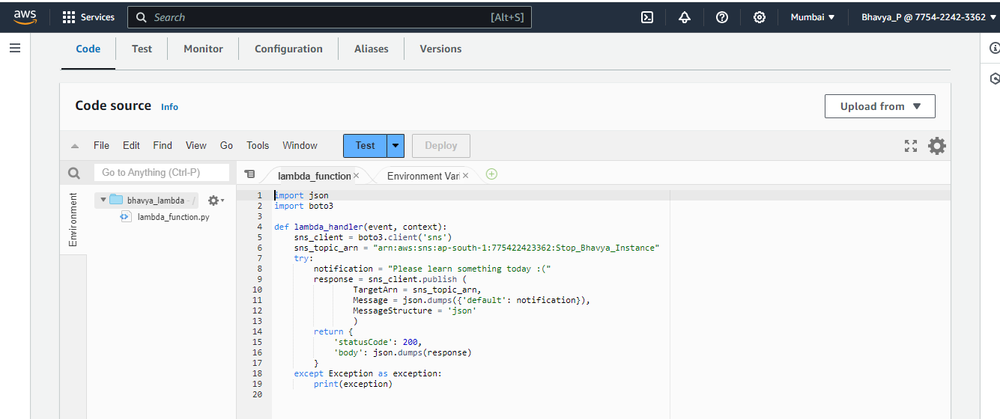 aws Services Search [Alt+S] Mumbai ▼ Bhavya_P @ 7754-2242-3362 ▼
Code Test Monitor Configuration Aliases Versions
Code source Info Upload from ▼
File Edit Find View Go Tools Window Test Deploy
Go to Anything (Ctrl-P) lambda_function × Environment Vari ×
Environment
bhavya_lambda - /
lambda_function.py
1 import json
2 import boto3
3
4 def lambda_handler(event, context):
5 sns_client = boto3.client('sns')
6 sns_topic_arn = "arn:aws:sns:ap-south-1:775422423362:Stop_Bhavya_Instance"
7 try:
8 notification = "Please learn something today :("
9 response = sns_client.publish (
10 TargetArn = sns_topic_arn,
11 Message = json.dumps({'default': notification}),
12 MessageStructure = 'json'
13 )
14 return {
15 'statusCode': 200,
16 'body': json.dumps(response)
17 }
18 except Exception as exception:
19 print(exception)
20